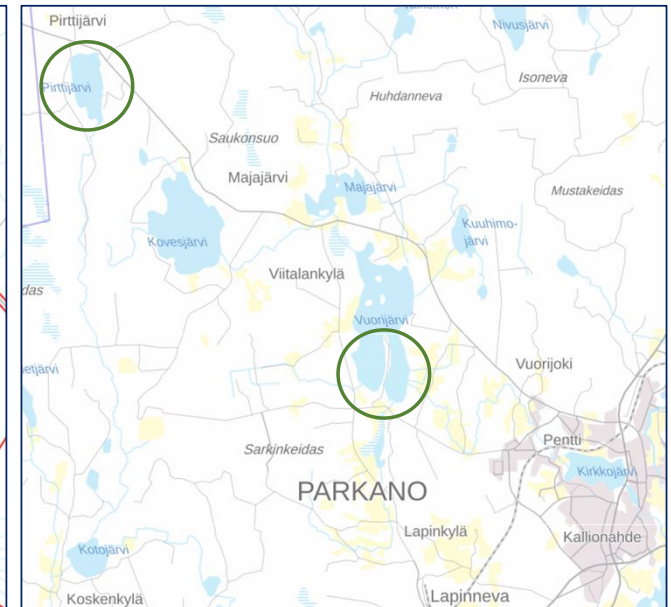 Pirttijärvi
Nivusjärvi
Pirttijärvi
Isoneva
Huhdanneva
Saukonsuo
Majajärvi
Majajärvi
Mustakeidas
Kuuhimo-
järvi
Kovesjärvi
Viitalankylä
das
Vuorijärvi
Vuorijoki
etjärvi
Pentti
Sarkinkeidas
Kirkkojärvi
PARKANO
Lapinkylä
Kallionahde
Kotojärvi
Koskenkylä
Lapinneva